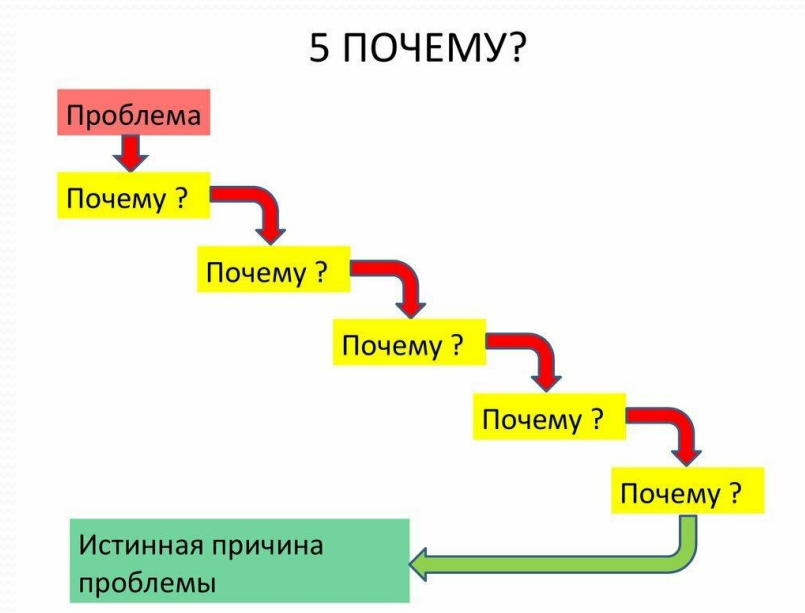 5 ПОЧЕМУ?
Проблема
Почему ?
Почему ?
Почему ?
Почему ?
Почему ?
Истинная причина
проблемы